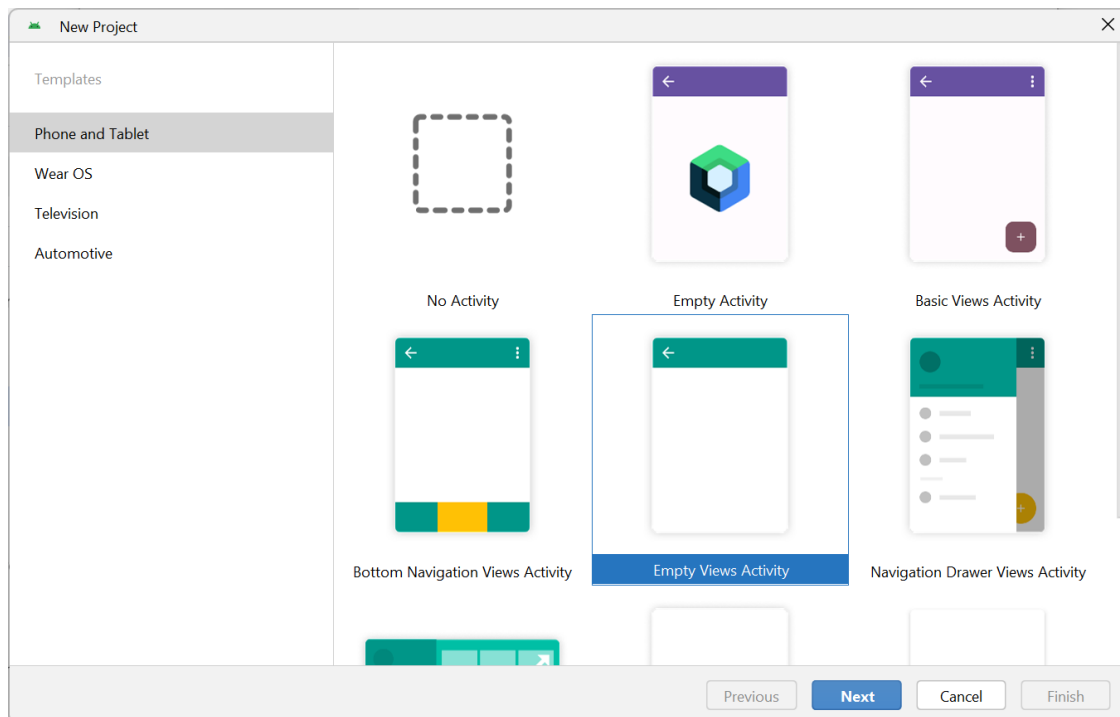 New Project
Templates
Phone and Tablet
Wear OS
Television
Automotive
No Activity
Empty Activity
Basic Views Activity
Bottom Navigation Views Activity
Empty Views Activity
Navigation Drawer Views Activity
Previous
Next
Cancel
Finish